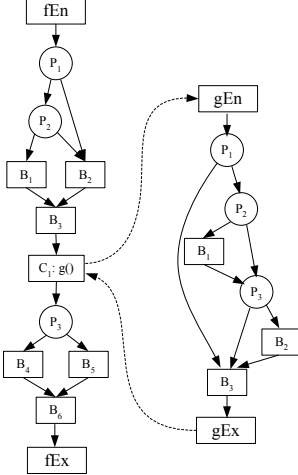 fEn
P1
P2
B1
B2
B3
C1: g()
P3
B4
B5
B6
fEx
gEn
P1
P2
B1
P3
B2
B3
gEx